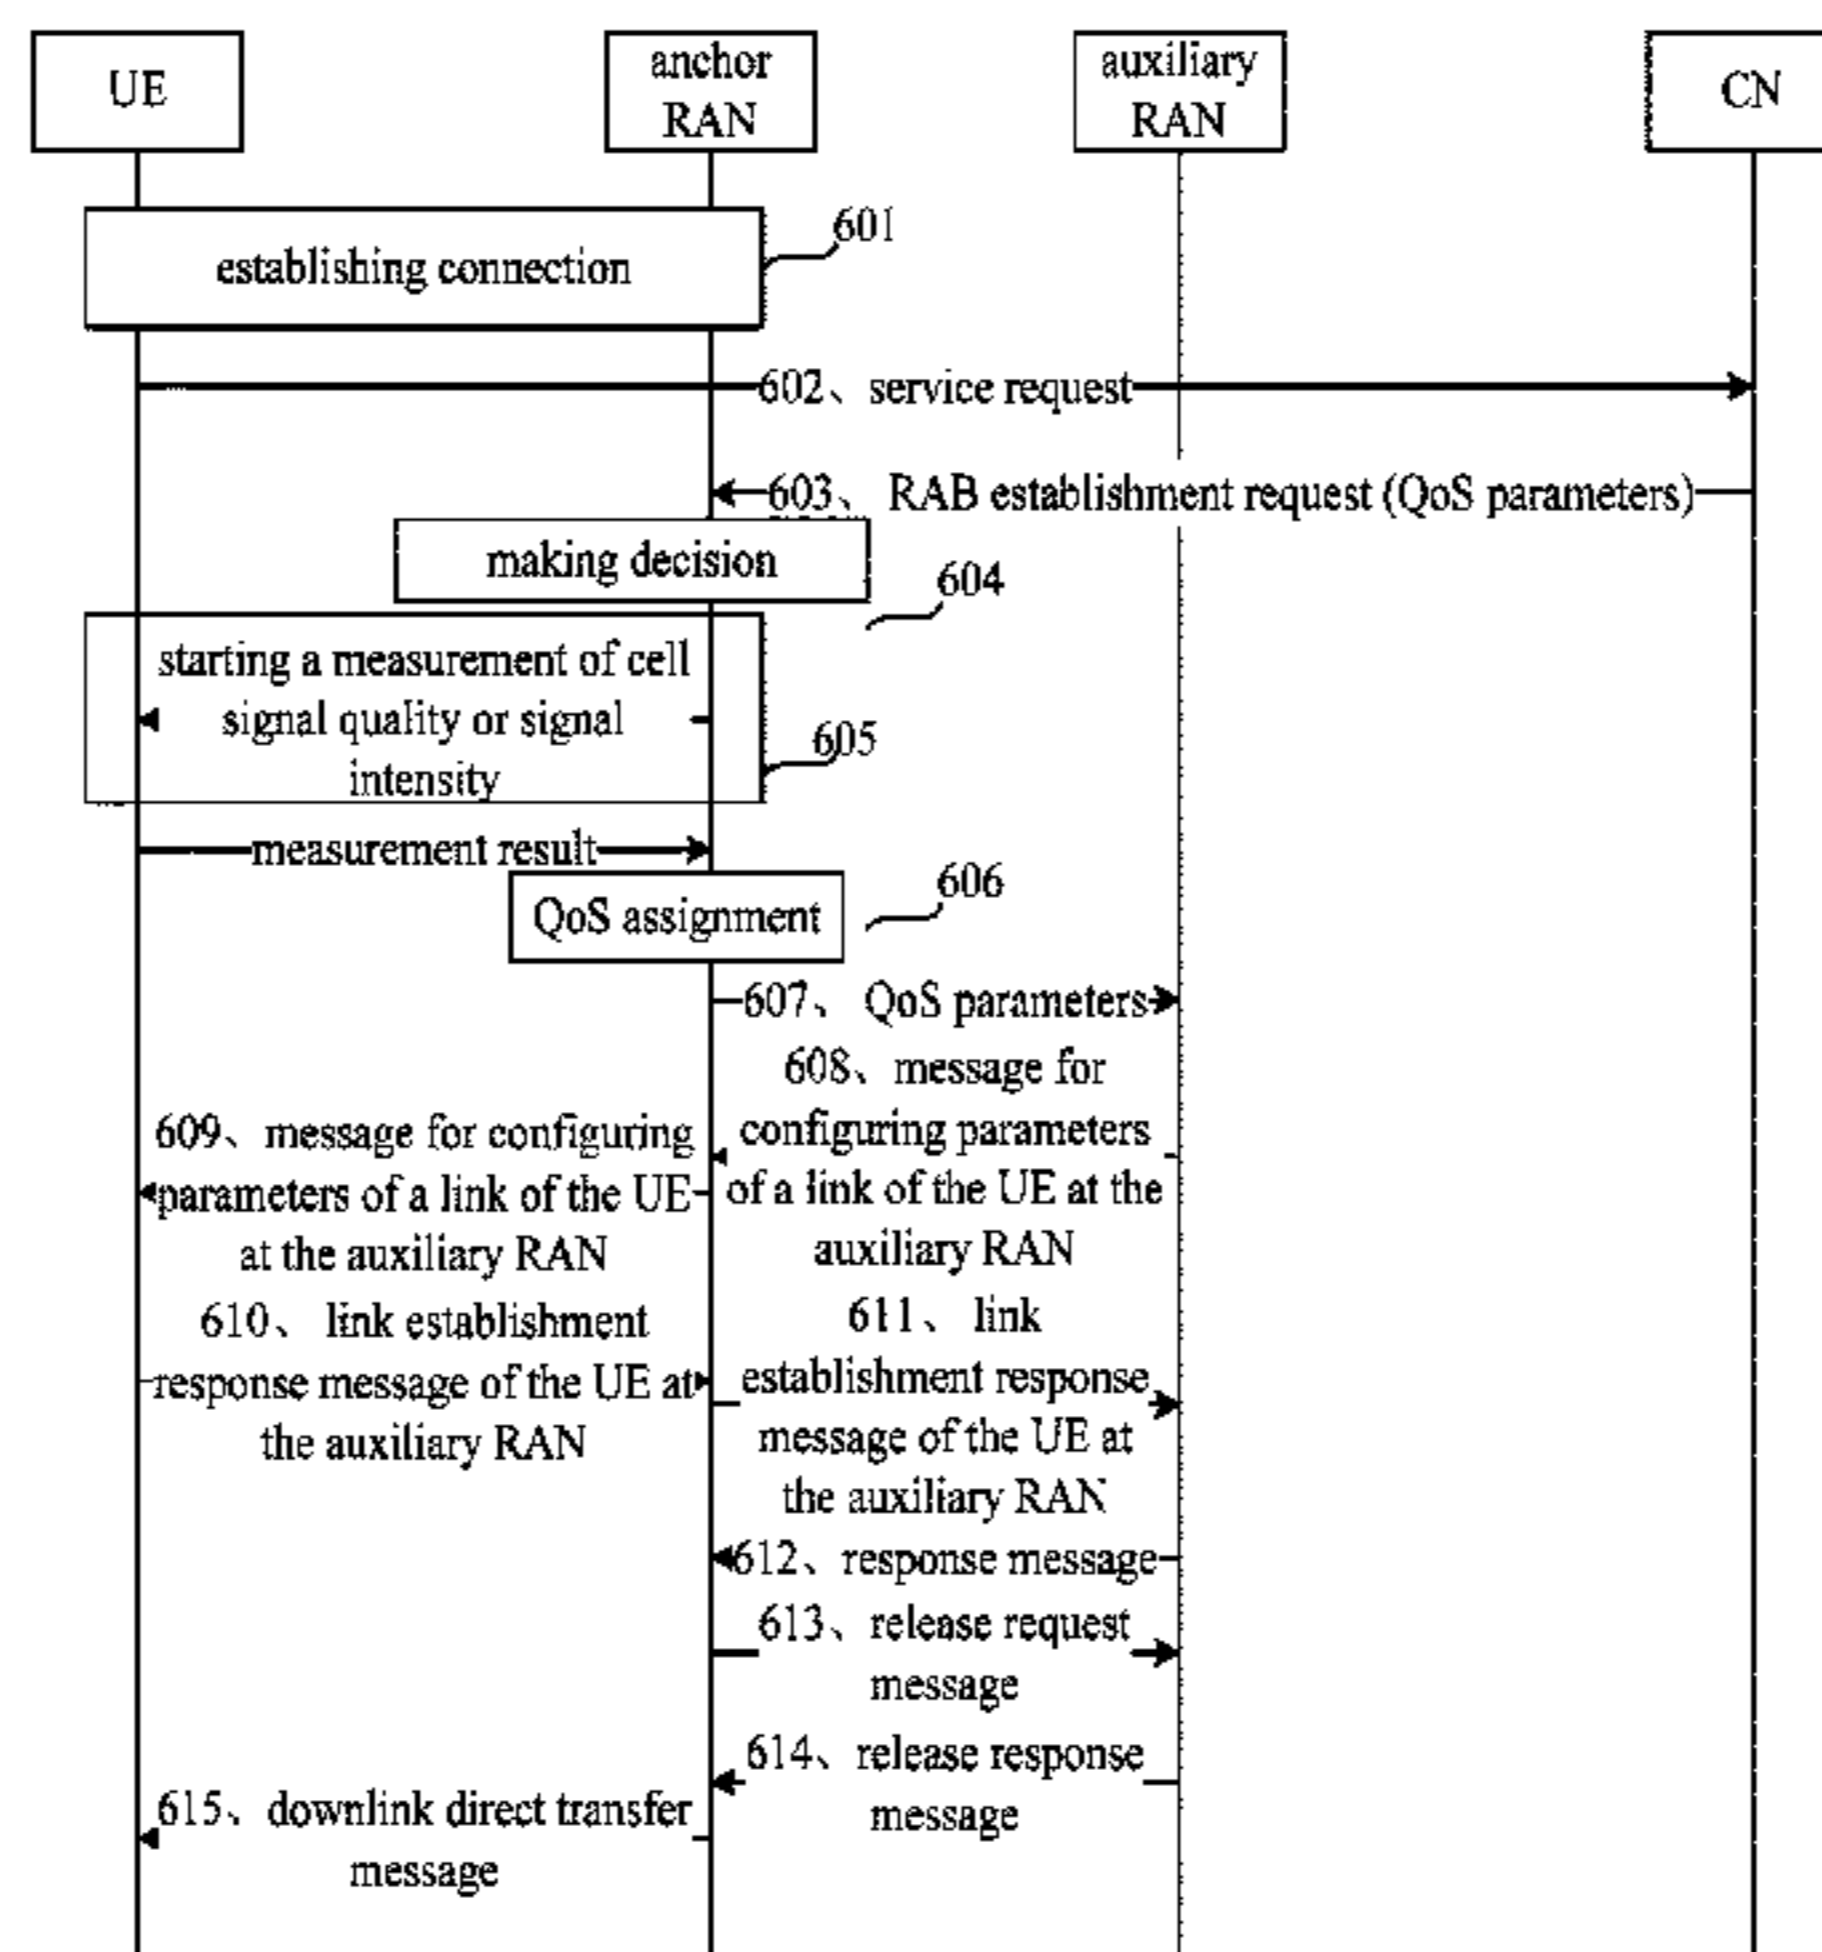 UE
anchor
RAN
auxiliary
RAN
CN
601
establishing connection
602、service request
603、 RAB establishment request (QoS parameters)
making decision
604
starting a measurement of cell
signal quality or signal
intensity
605
measurement result
606
QoS assignment
607、 QoS parameters
608、message for
configuring parameters
of a link of the UE at the
auxiliary RAN
609、message for configuring
parameters of a link of the UE
at the auxiliary RAN
610、 link establishment
response message of the UE at
the auxiliary RAN
611、 link
establishment response
message of the UE at
the auxiliary RAN
612、response message
613、release request
message
614、release response
message
615、downlink direct transfer
message